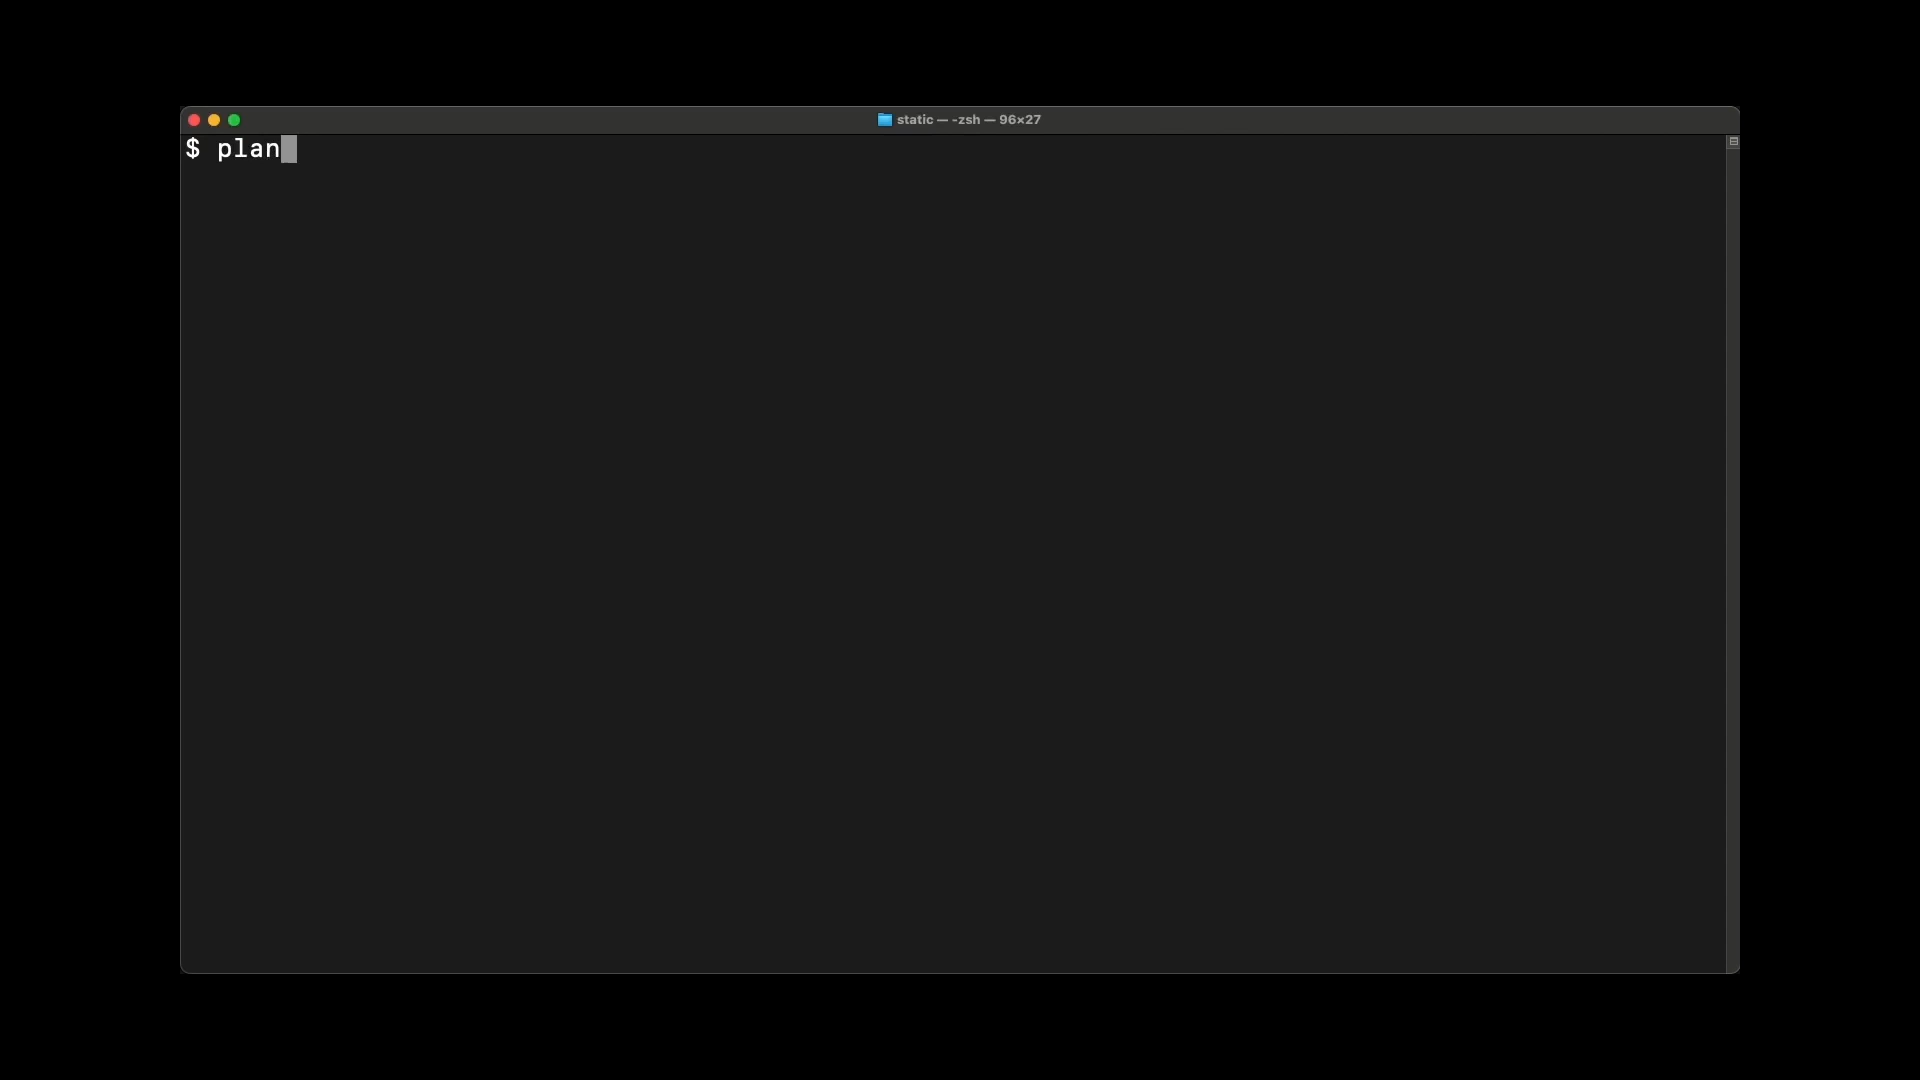 static — -zsh — 96×27
$ plan